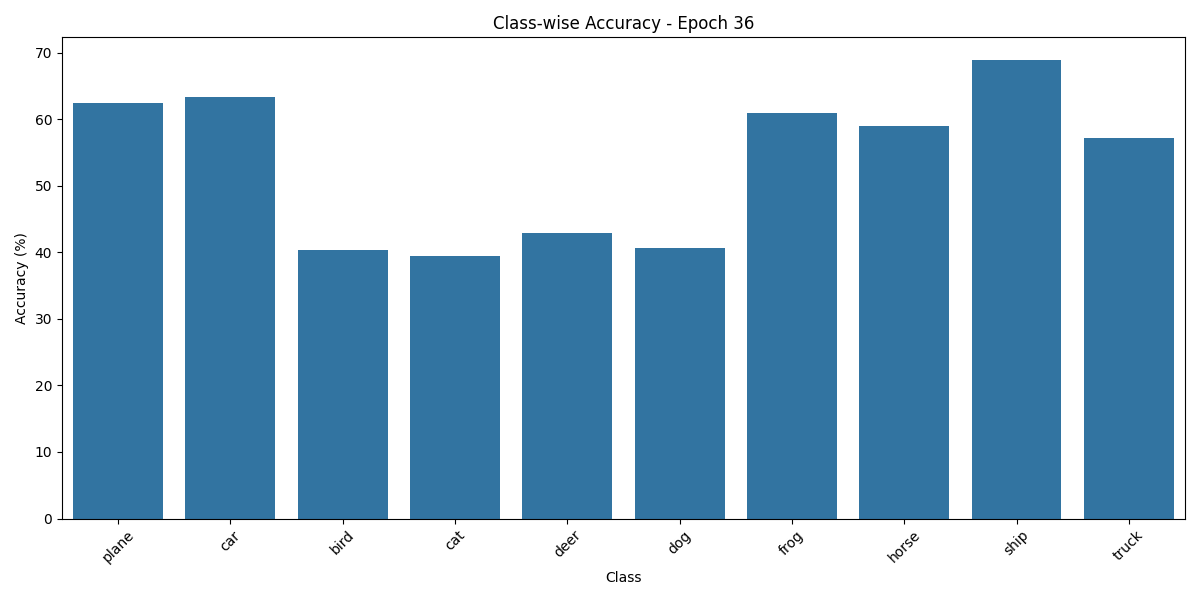 Class-wise Accuracy - Epoch 36
Accuracy (%)
70
60
50
40
30
20
10
0
plane
car
bird
cat
deer
dog
frog
horse
ship
truck
Class